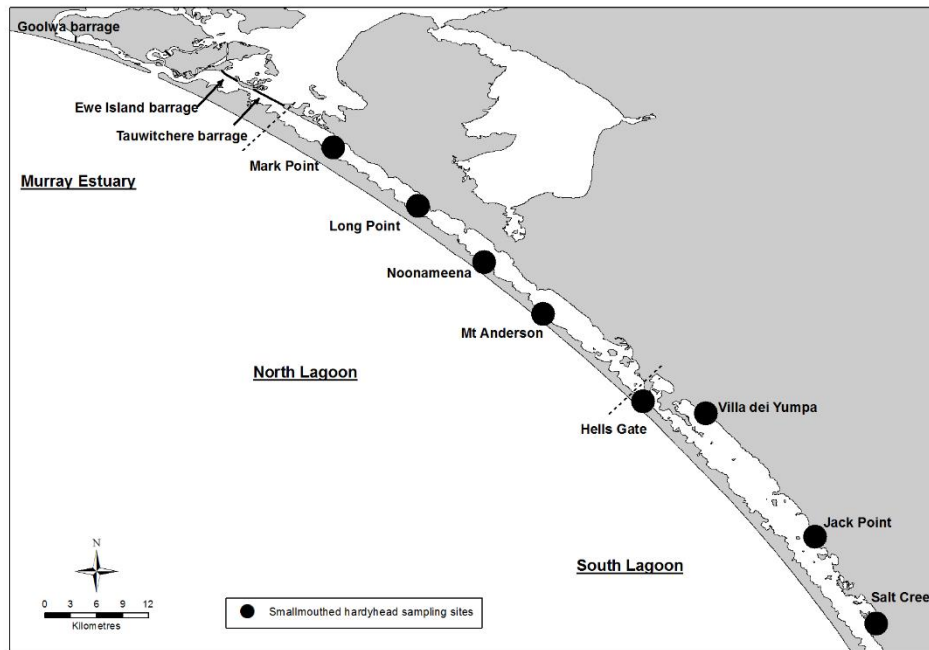 Goolwa barrage
Ewe Island barrage
Tauwitchere barrage
Mark Point
Murray Estuary
Long Point
Noonameena
Mt Anderson
North Lagoon
Villa dei Yumpa
Hells Gate
Jack Point
South Lagoon
Salt Cree
N
0 3 6 9 12
Kilometres
Smallmouthed hardyhead sampling sites